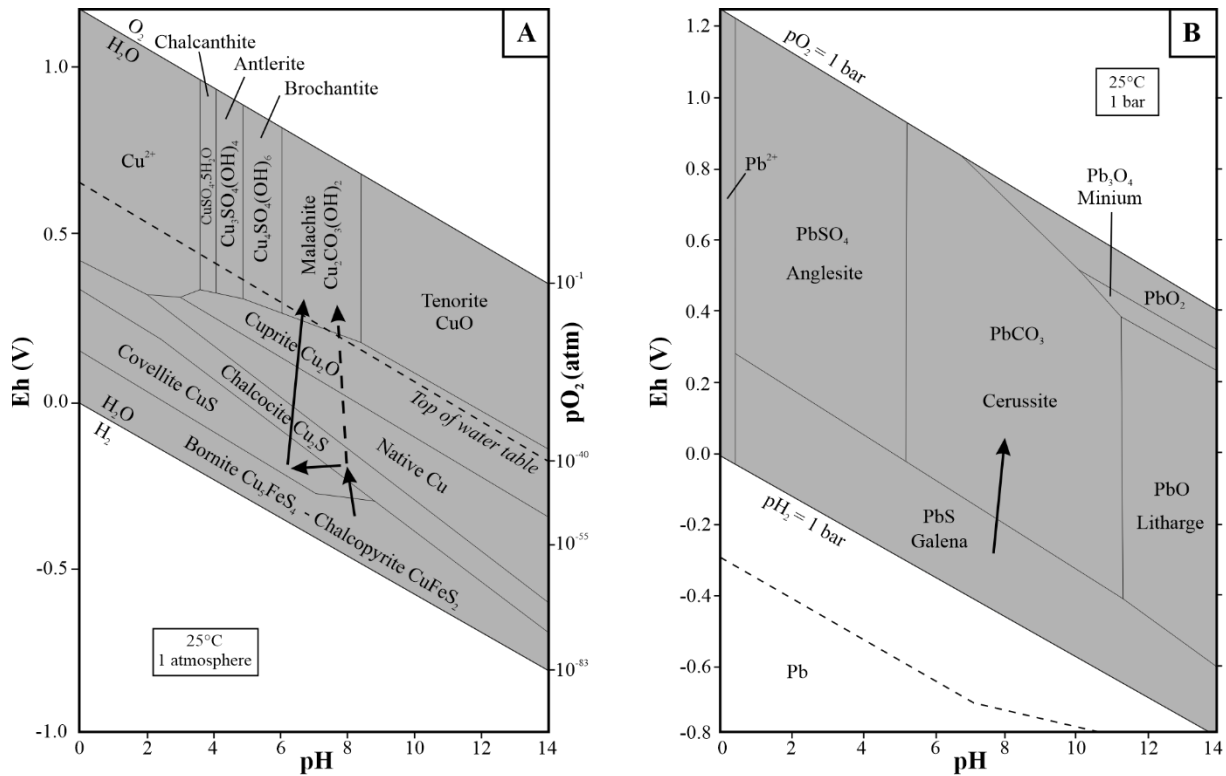 A
O₂
H₂O
Chalcanthite
Antlerite
Brochantite
1.0
0.5
0.0
-0.5
-1.0
Eh (V)
Cu²⁺
CuSO₄.5H₂O
Cu₃SO₄(OH)₄
Cu₄SO₄(OH)₆
Malachite
Cu₂CO₃(OH)₂
Tenorite
CuO
Cuprite Cu₂O
Covellite CuS
Chalcocite Cu₂S
Top of water table
Native Cu
H₂O
H₂
Bornite Cu₅FeS₄ - Chalcopyrite CuFeS₂
25°C
1 atmosphere
10⁻¹
10⁻⁴⁰
10⁻⁵⁵
10⁻⁸³
pO₂ (atm)
0 2 4 6 8 10 12 14
pH
B
pO₂ = 1 bar
25°C
1 bar
1.2
1.0
0.8
0.6
0.4
0.2
0.0
-0.2
-0.4
-0.6
-0.8
Eh (V)
Pb²⁺
PbSO₄
Anglesite
Pb₃O₄
Minium
PbO₂
PbCO₃
Cerussite
PbS
Galena
PbO
Litharge
pH₂ = 1 bar
Pb
0 2 4 6 8 10 12 14
pH